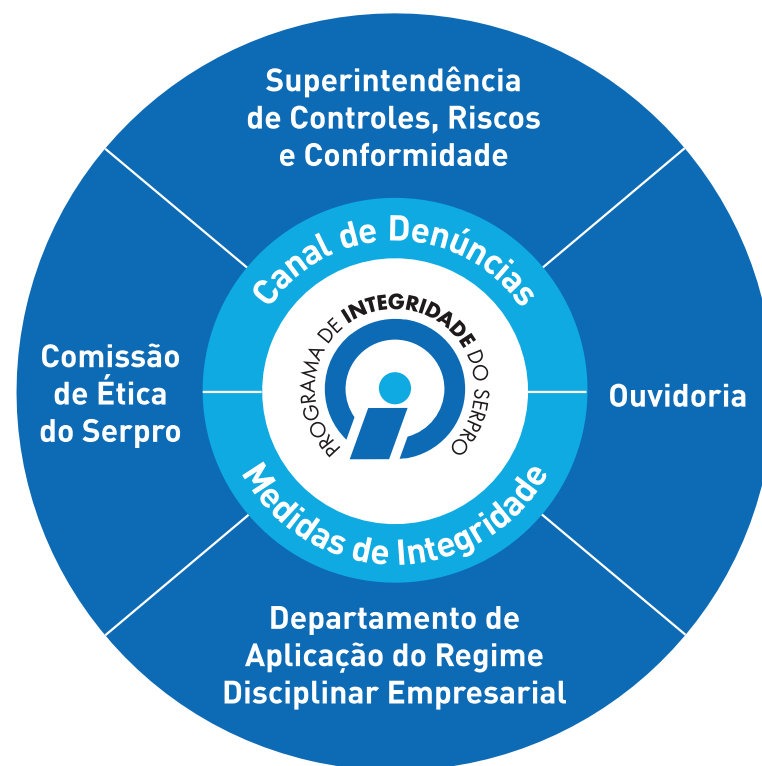 Superintendência
de Controles, Riscos
e Conformidade
Canal de Denúncias
PROGRAMA DE INTEGRIDADE DO SERPRO
Comissão
de Ética
do Serpro
Ouvidoria
Medidas de Integridade
Departamento de
Aplicação do Regime
Disciplinar Empresarial